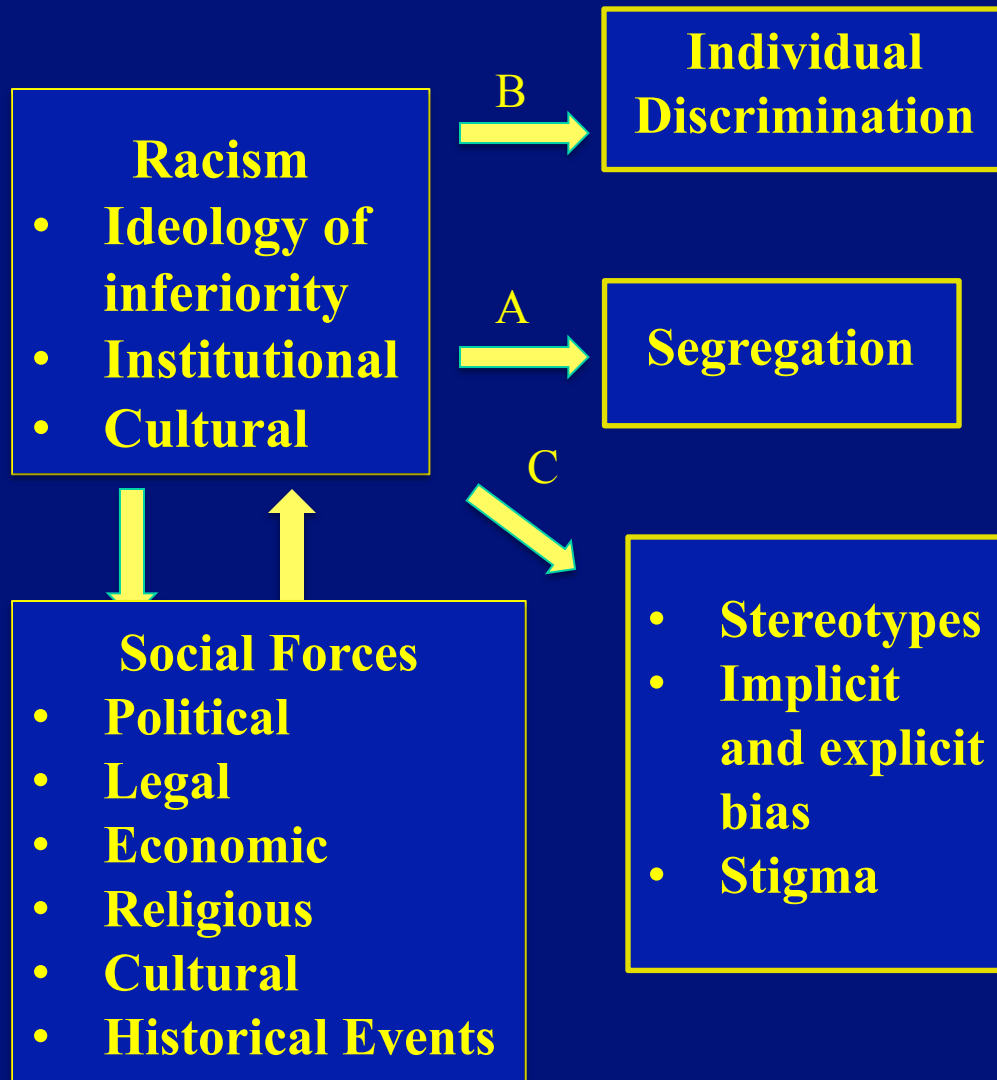 Racism
• Ideology of
inferiority
• Institutional
• Cultural
B
Individual
Discrimination
A
Segregation
C
• Stereotypes
• Implicit
and explicit
bias
• Stigma
Social Forces
• Political
• Legal
• Economic
• Religious
• Cultural
• Historical Events